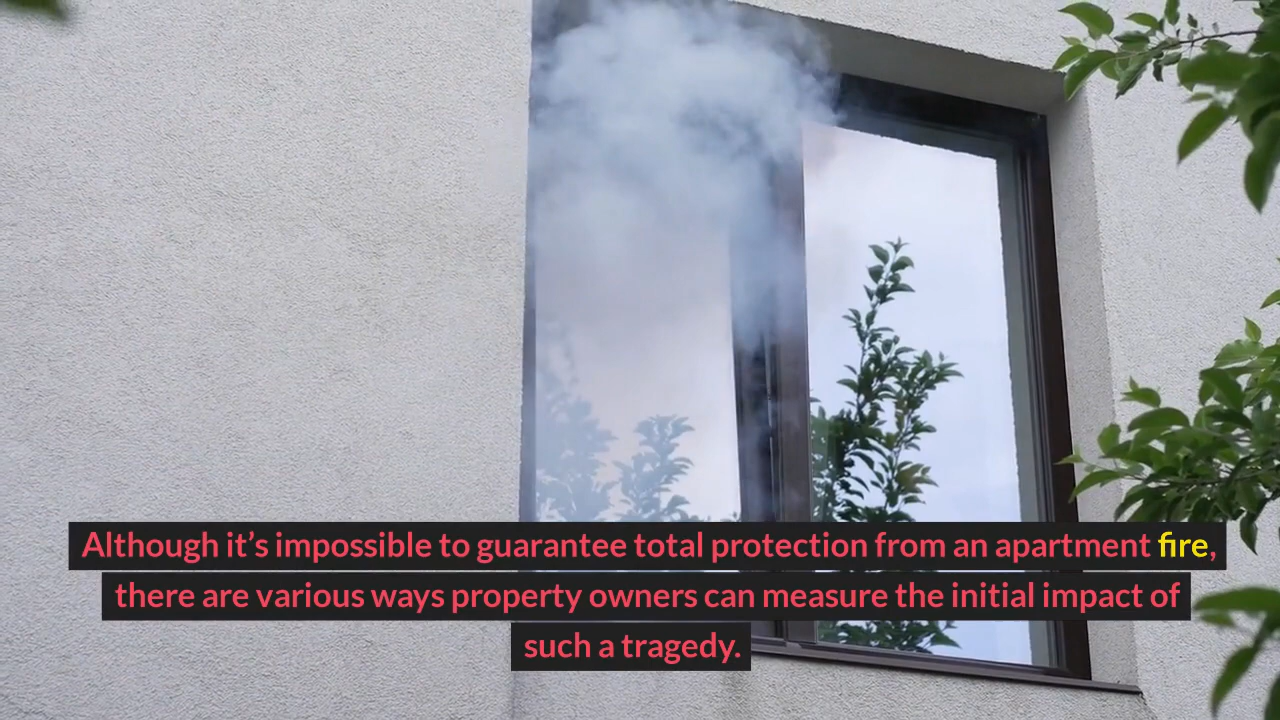 Although it’s impossible to guarantee total protection from an apartment fire,
there are various ways property owners can measure the initial impact of
such a tragedy.